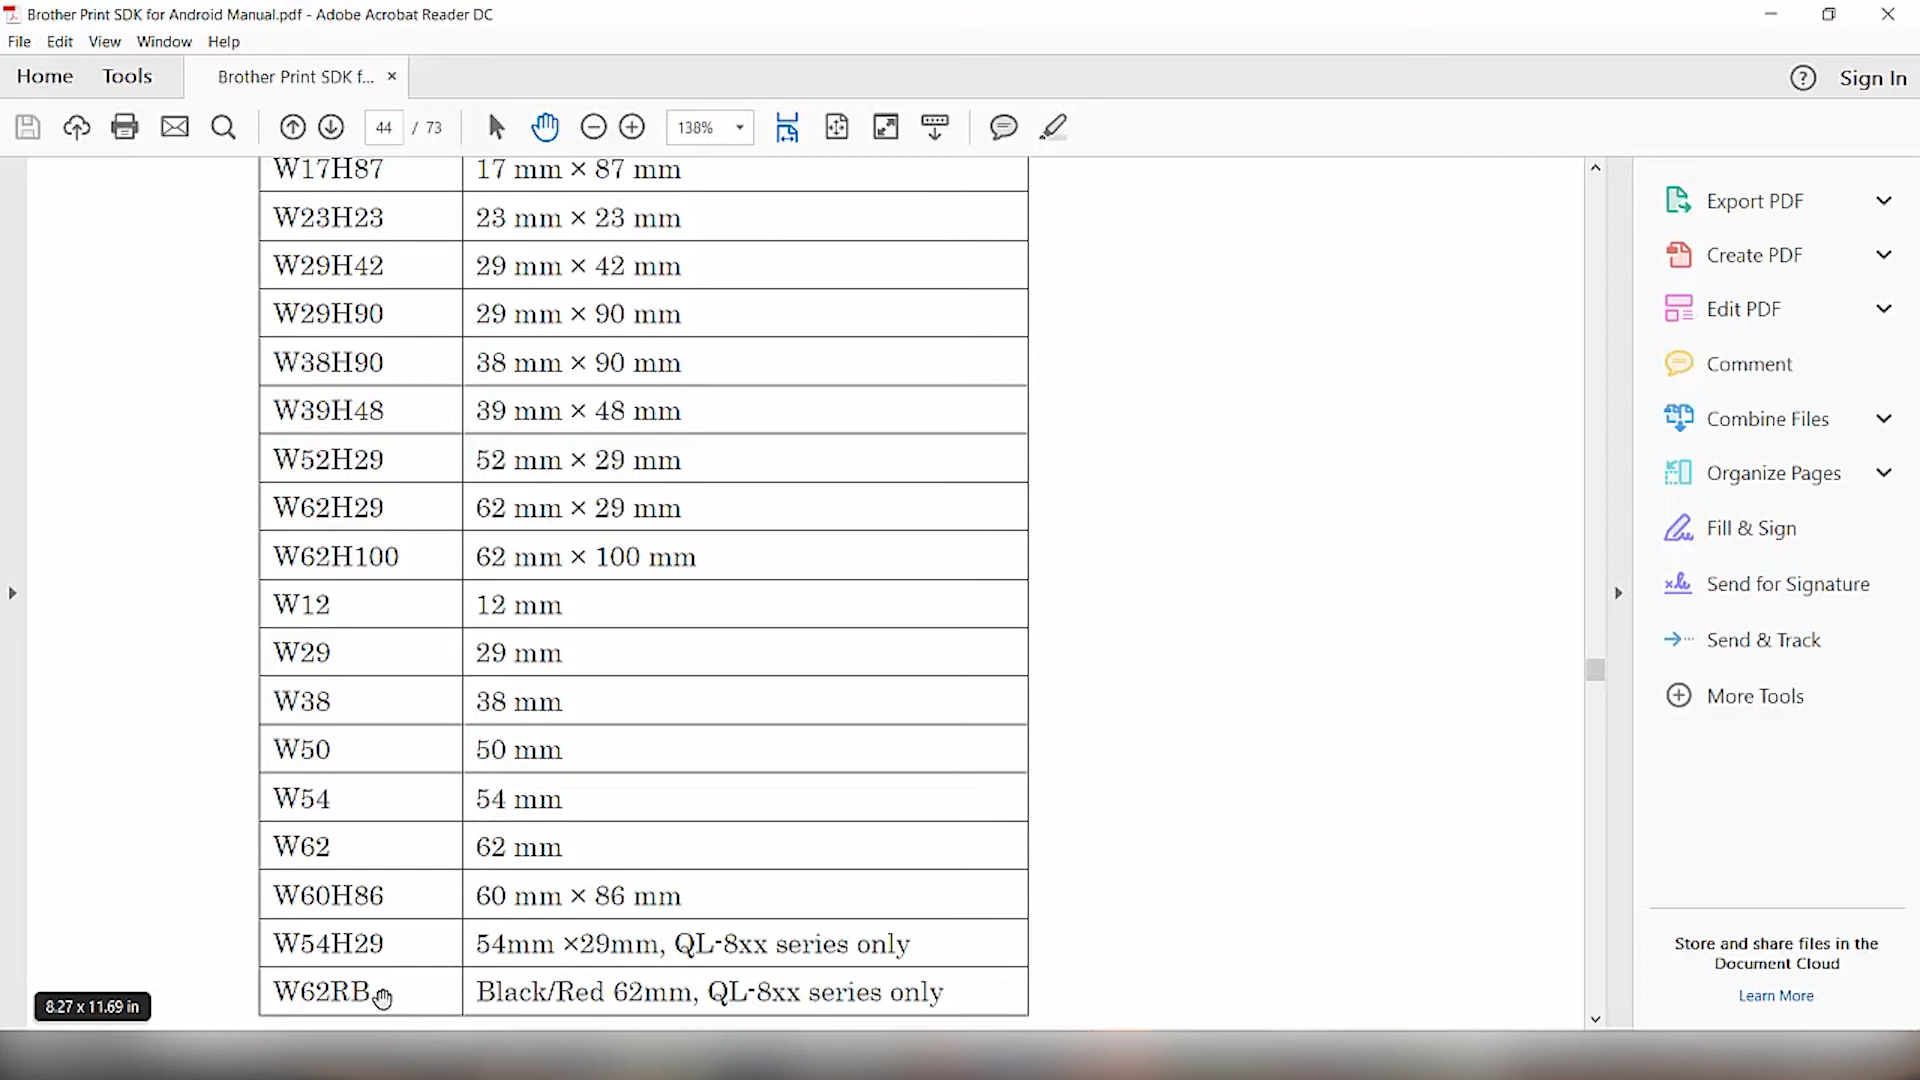 Brother Print SDK for Android Manual.pdf - Adobe Acrobat Reader DC
File Edit View Window Help
Home Tools Brother Print SDK f... × ? Sign In
44 / 73 138%
W17H87 17 mm × 87 mm
W23H23 23 mm × 23 mm
W29H42 29 mm × 42 mm
W29H90 29 mm × 90 mm
W38H90 38 mm × 90 mm
W39H48 39 mm × 48 mm
W52H29 52 mm × 29 mm
W62H29 62 mm × 29 mm
W62H100 62 mm × 100 mm
W12 12 mm
W29 29 mm
W38 38 mm
W50 50 mm
W54 54 mm
W62 62 mm
W60H86 60 mm × 86 mm
W54H29 54mm ×29mm, QL-8xx series only
W62RB Black/Red 62mm, QL-8xx series only
8.27 x 11.69 in
Export PDF
Create PDF
Edit PDF
Comment
Combine Files
Organize Pages
Fill & Sign
Send for Signature
Send & Track
More Tools
Store and share files in the
Document Cloud
Learn More